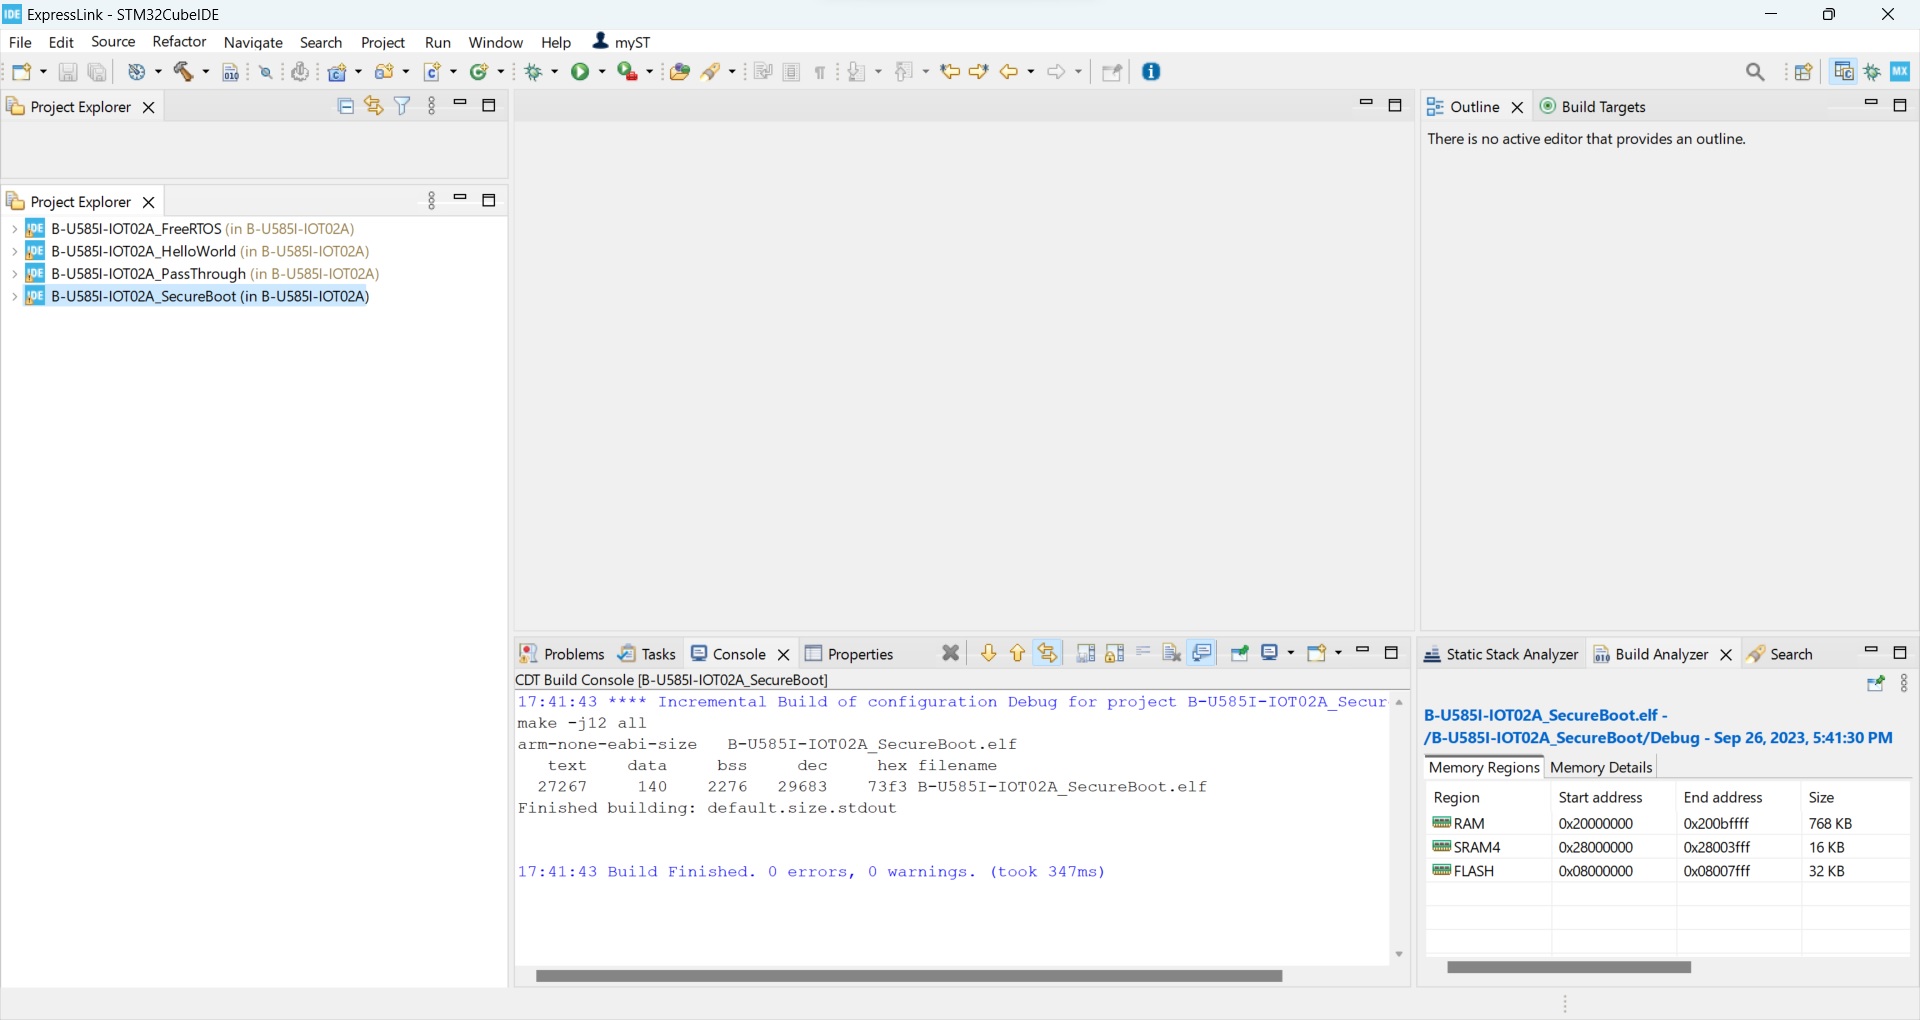 IDE ExpressLink - STM32CubeIDE
File Edit Source Refactor Navigate Search Project Run Window Help myST
010 MX
Project Explorer
Outline Build Targets
There is no active editor that provides an outline.
Project Explorer
IDE B-U585I-IOT02A_FreeRTOS (in B-U585I-IOT02A)
IDE B-U585I-IOT02A_HelloWorld (in B-U585I-IOT02A)
IDE B-U585I-IOT02A_PassThrough (in B-U585I-IOT02A)
IDE B-U585I-IOT02A_SecureBoot (in B-U585I-IOT02A)
Problems Tasks Console Properties
CDT Build Console [B-U585I-IOT02A_SecureBoot]
17:41:43 **** Incremental Build of configuration Debug for project B-U585I-IOT02A_Secur
make -j12 all
arm-none-eabi-size B-U585I-IOT02A_SecureBoot.elf
text data bss dec hex filename
27267 140 2276 29683 73f3 B-U585I-IOT02A_SecureBoot.elf
Finished building: default.size.stdout
17:41:43 Build Finished. 0 errors, 0 warnings. (took 347ms)
Static Stack Analyzer 010 Build Analyzer Search
B-U585I-IOT02A_SecureBoot.elf -
/B-U585I-IOT02A_SecureBoot/Debug - Sep 26, 2023, 5:41:30 PM
Memory Regions Memory Details
Region Start address End address Size
RAM 0x20000000 0x200bffff 768 KB
SRAM4 0x28000000 0x28003fff 16 KB
FLASH 0x08000000 0x08007fff 32 KB